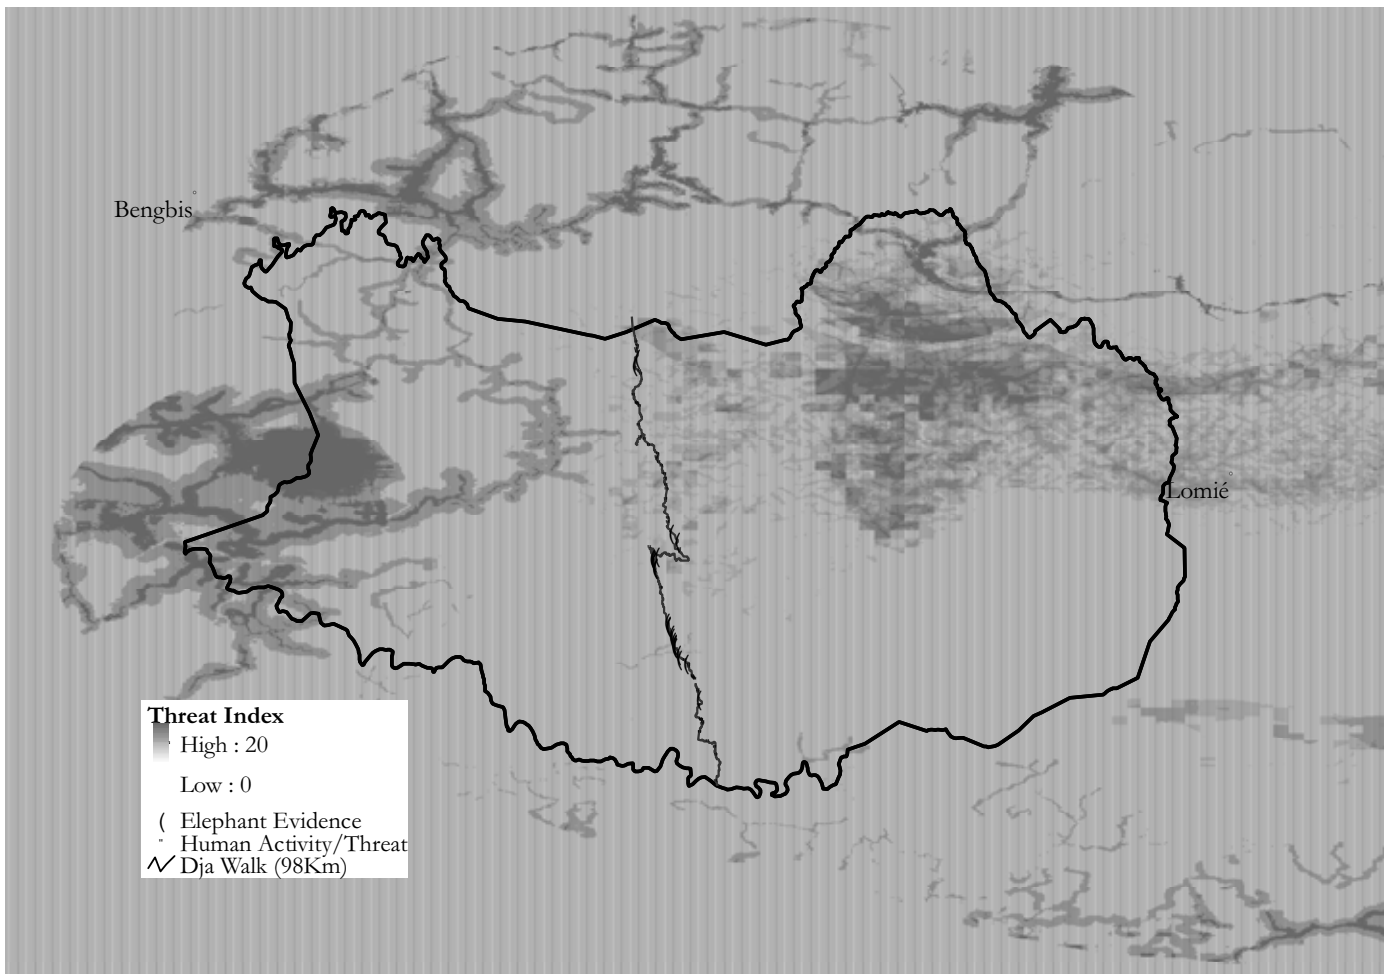 Bengbis
Lomié
Threat Index
High : 20
Low : 0
Elephant Evidence
Human Activity/Threat
Dja Walk (98Km)